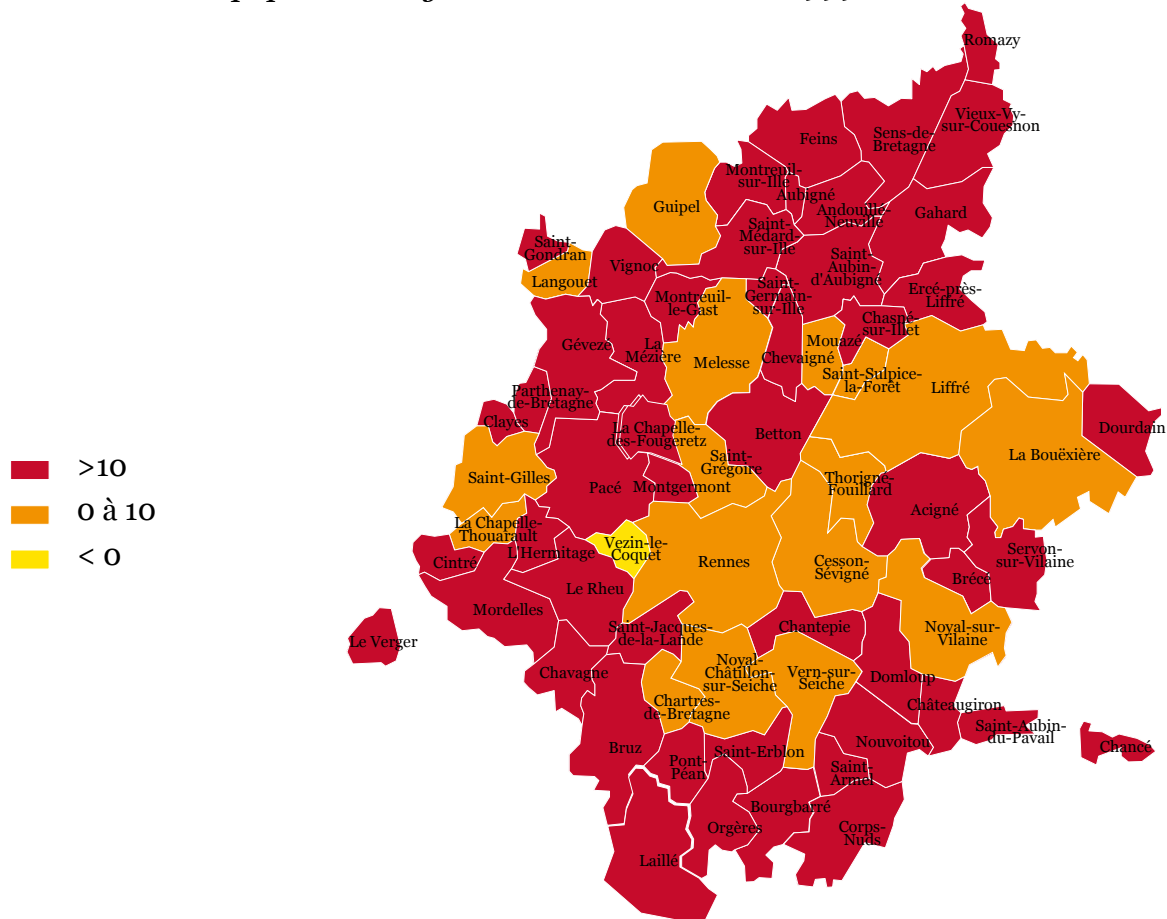 Romazy
Vieux-Vy-
sur-Couesnon
Feins
Sens-de-
Bretagne
Montreuil-
sur-Ille
Aubigné
Guipel
Andouillé-
Neuville
Gahard
Saint-
Médard-
sur-Ille
Saint-
Gondran
Langouet
Vignoc
Saint-
Aubin-
d'Aubigné
Saint-
Germain-
sur-Ille
Ercé-près-
Liffré
Montreuil-
le-Gast
Chaspé-
sur-Illet
Gévezé
La
Mézière
Melesse
Chevaigné
Mouazé
Saint-Sulpice-
la-Forêt
Liffré
Parthenay-
de-Bretagne
Clayes
La Chapelle-
des-Fougeretz
Betton
Dourdain
La Bouëxière
Saint-
Grégoire
>10
0 à 10
< 0
Saint-Gilles
Pacé
Montgermont
Thorigné-
Fouillard
Acigné
La Chapelle-
Thouarault
L'Hermitage
Vezin-le-
Coquet
Rennes
Cesson-
Sévigné
Servon-
sur-Vilaine
Brécé
Cintré
Le Rheu
Mordelles
Le Verger
Saint-Jacques-
de-la-Lande
Chantepie
Noyal-sur-
Vilaine
Chavagne
Noyal-
Châtillon-
sur-Seiche
Vern-sur-
Seiche
Domloup
Chartres-
de-Bretagne
Châteaugiron
Saint-Aubin-
du-Pavail
Chancé
Bruz
Pont-
Péan
Saint-Erblon
Nouvoitou
Saint-
Armel
Bourgbarré
Orgères
Corps-
Nuds
Laillé